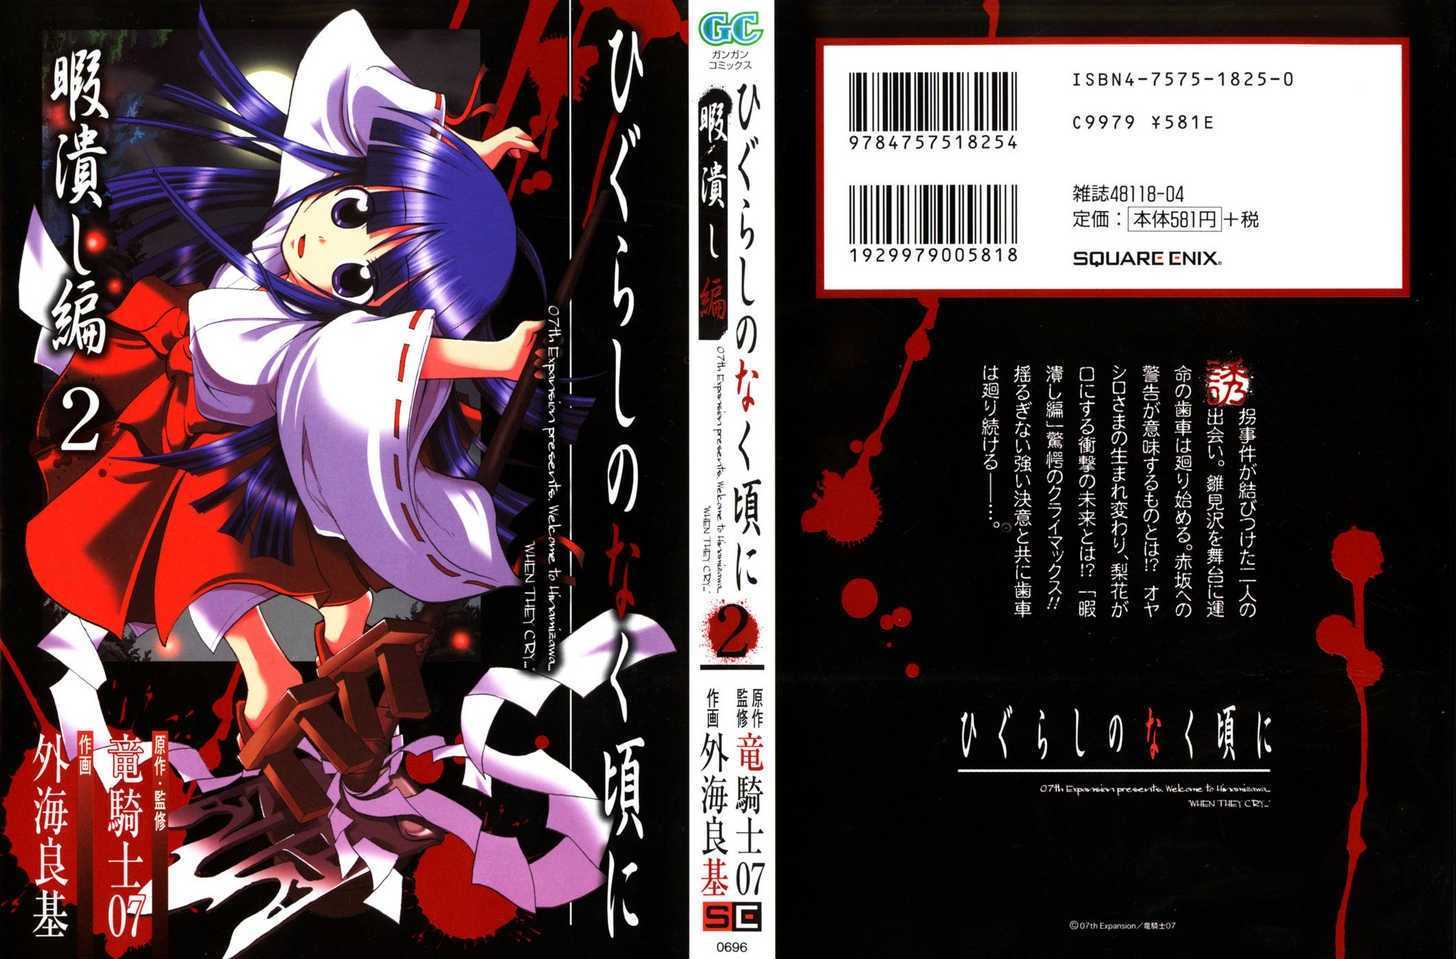 ひぐらしのなく頃に
07th Expansion presents. Welcome to Hinamizawa...
"WHEN THEY CRY..."
暇潰し編 2
原作・監修
竜騎士07
作画
外海良基
GC
ガンガン
コミックス
ひぐらしのなく頃に
暇潰し編
07th Expansion presents. Welcome to Hinamizawa...
"WHEN THEY CRY..."
2
原作
監修
竜騎士07
作画
外海良基
SE
0696
ISBN4-7575-1825-0
C9979 ¥581E
9784757518254
雑誌48118-04
定価：本体581円+税
1929979005818
SQUARE ENIX®
誘拐事件が結びつけた二人の
出会い。雛見沢を舞台に運
命の歯車は廻り始める。赤坂への
警告が意味するものとは!? オヤ
シロさまの生まれ変わり、梨花が
口にする衝撃の未来とは!? 「暇
潰し編」驚愕のクライマックス!!
揺るぎない強い決意と共に歯車
は廻り続ける――。
ひぐらしのなく頃に
07th Expansion presents. Welcome to Hinamizawa...
"WHEN THEY CRY..."
©07th Expansion／竜騎士07